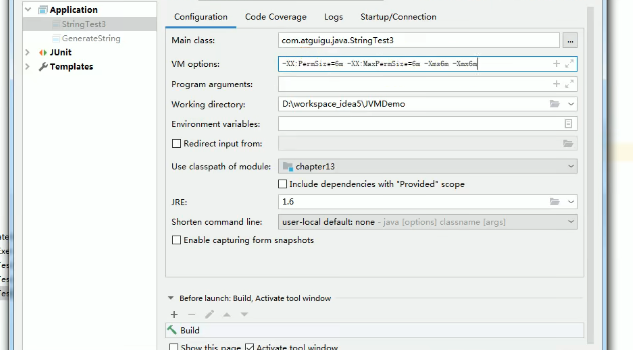 Application
StringTest3
GenerateString
JUnit
Templates
Configuration Code Coverage Logs Startup/Connection
Main class: com.atguigu.java.StringTest3 ...
VM options: -XX:PermSize=6m -XX:MaxPermSize=6m -Xms6m -Xmx6m
Program arguments:
Working directory: D:\workspace_idea5\JVMDemo
Environment variables:
Redirect input from:
Use classpath of module: chapter13
Include dependencies with "Provided" scope
JRE: 1.6
Shorten command line: user-local default: none - java [options] classname [args]
Enable capturing form snapshots
Before launch: Build, Activate tool window
Build
Show this page Activate tool window